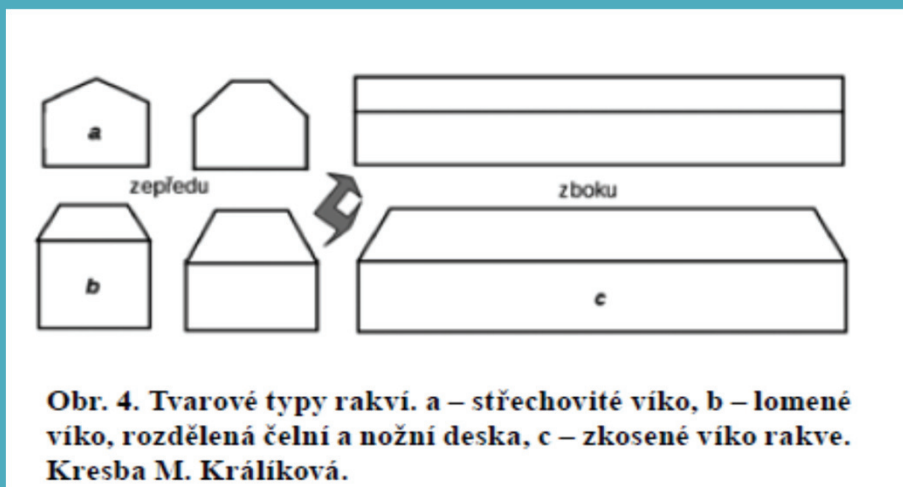 a
zepředu
zboku
b
c
Obr. 4. Tvarové typy rakví. a – střechovité víko, b – lomené
víko, rozdělená čelní a nožní deska, c – zkosené víko rakve.
Kresba M. Králíková.